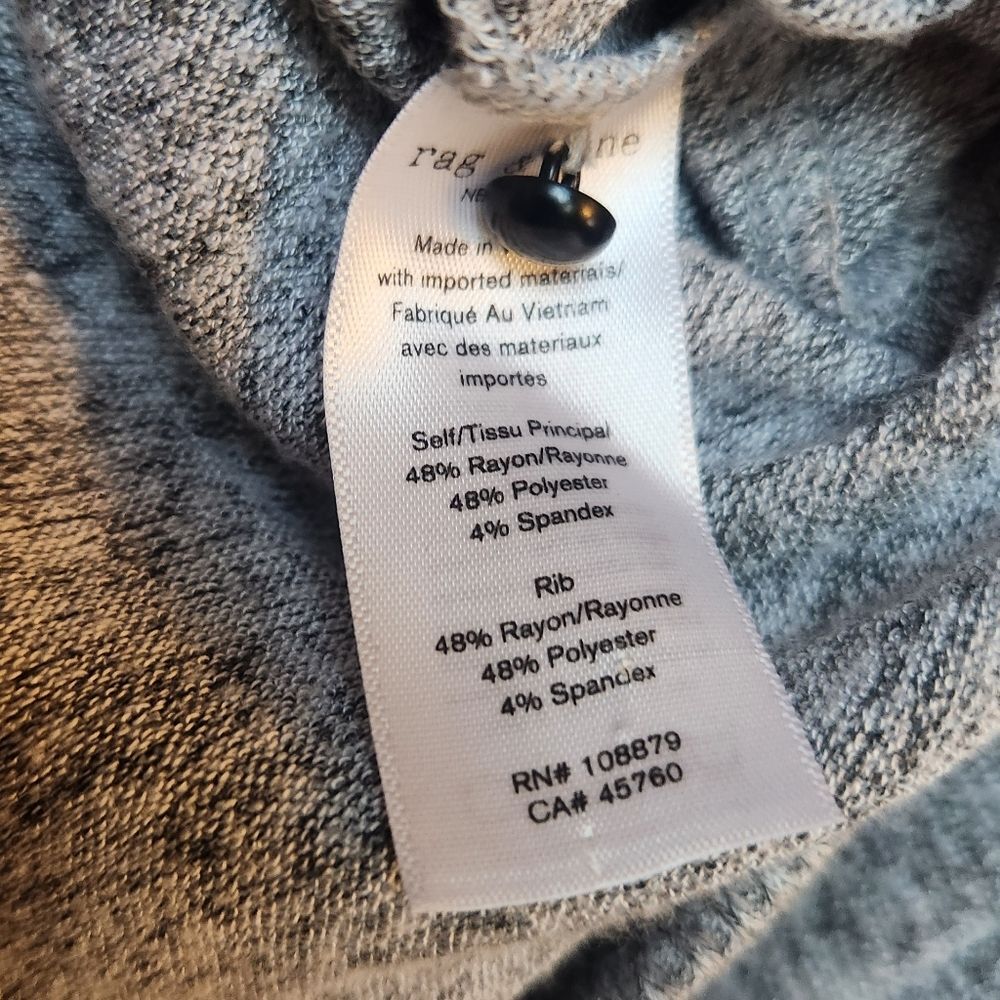 rag
Made in
with imported materials/
Fabriqué Au Vietnam
avec des materiaux
importés
Self/Tissu Principal
48% Rayon/Rayonne
48% Polyester
4% Spandex
Rib
48% Rayon/Rayonne
48% Polyester
4% Spandex
RN# 108879
CA# 45760